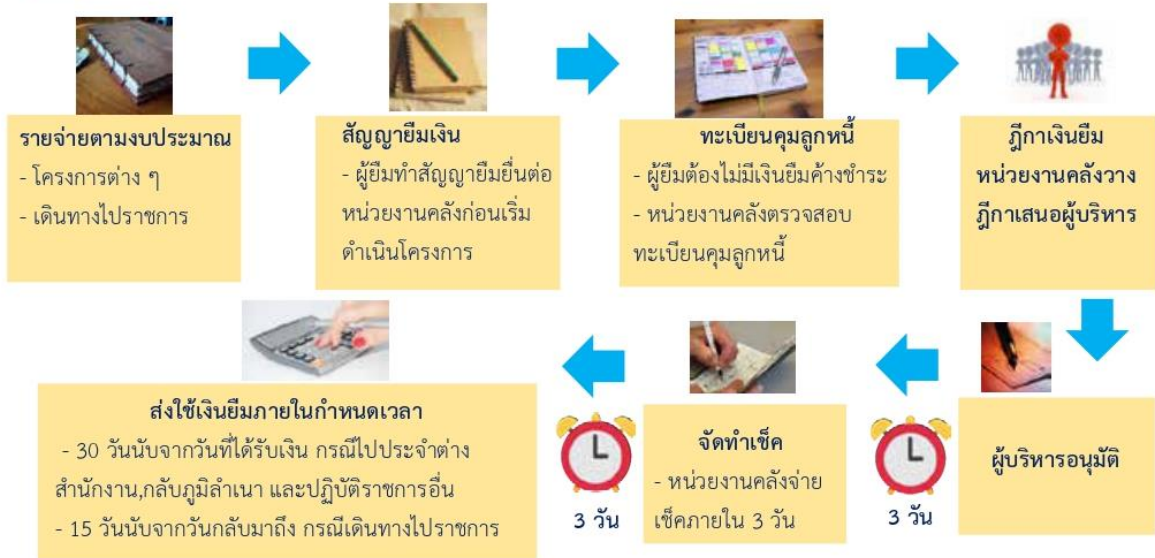 รายจ่ายตามงบประมาณ
- โครงการต่าง ๆ
- เดินทางไปราชการ
สัญญายืมเงิน
- ผู้ยืมทำสัญญายืมยื่นต่อ
หน่วยงานคลังก่อนเริ่ม
ดำเนินโครงการ
ทะเบียนคุมลูกหนี้
- ผู้ยืมต้องไม่มีเงินยืมค้างชำระ
- หน่วยงานคลังตรวจสอบ
ทะเบียนคุมลูกหนี้
ฎีกาเงินยืม
หน่วยงานคลังวาง
ฎีกาเสนอผู้บริหาร
ผู้บริหารอนุมัติ
3 วัน
จัดทำเช็ค
- หน่วยงานคลังจ่าย
เช็คภายใน 3 วัน
3 วัน
ส่งใช้เงินยืมภายในกำหนดเวลา
- 30 วันนับจากวันที่ได้รับเงิน กรณีไปประจำต่าง
สำนักงาน,กลับภูมิลำเนา และปฏิบัติราชการอื่น
- 15 วันนับจากวันกลับมาถึง กรณีเดินทางไปราชการ